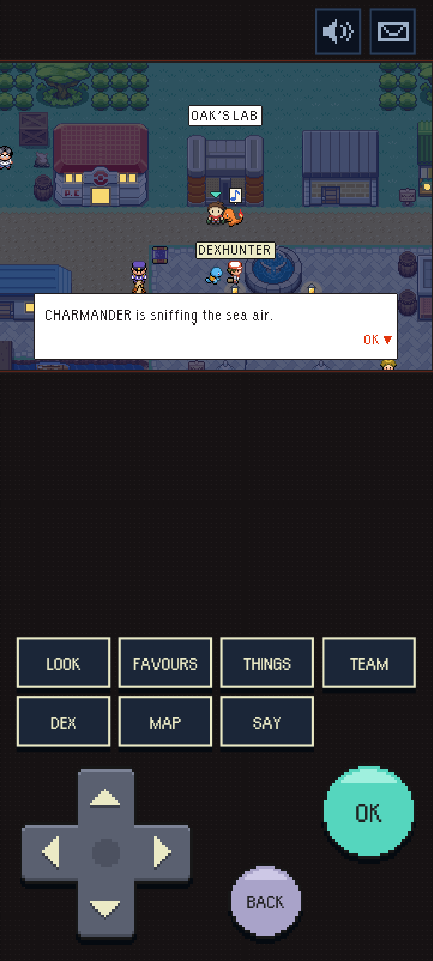 OAK'S LAB
P.C
DEXHUNTER
CHARMANDER is sniffing the sea air.
OK ▼
LOOK
FAVOURS
THINGS
TEAM
DEX
MAP
SAY
OK
BACK